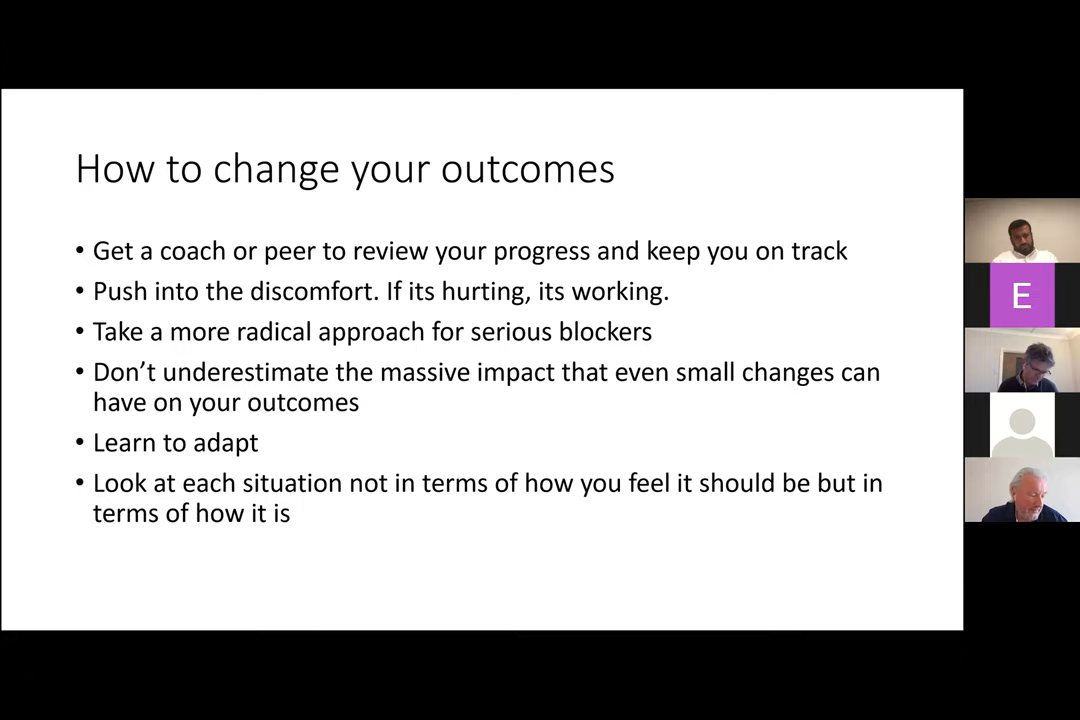 How to change your outcomes
• Get a coach or peer to review your progress and keep you on track
• Push into the discomfort. If its hurting, its working.
• Take a more radical approach for serious blockers
• Don’t underestimate the massive impact that even small changes can
have on your outcomes
• Learn to adapt
• Look at each situation not in terms of how you feel it should be but in
terms of how it is
E